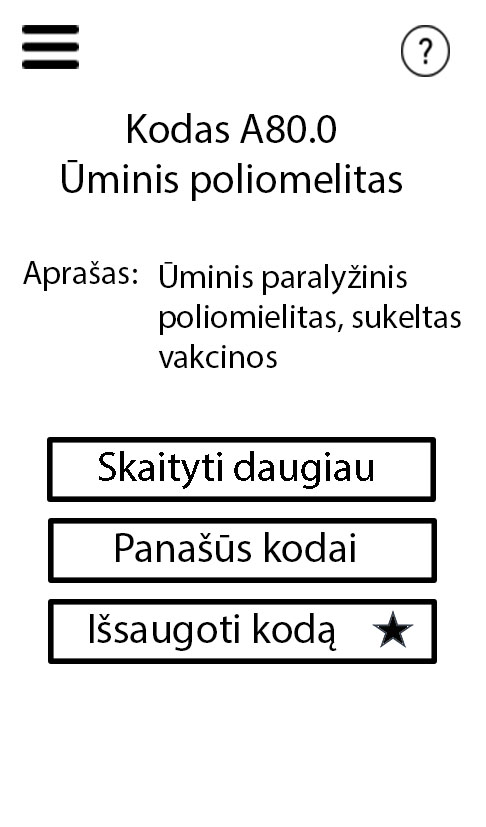 ?
Kodas A80.0
Ūminis poliomelitas
Aprašas: Ūminis paralyžinis
poliomielitas, sukeltas
vakcinos
Skaityti daugiau
Panašūs kodai
Išsaugoti kodą